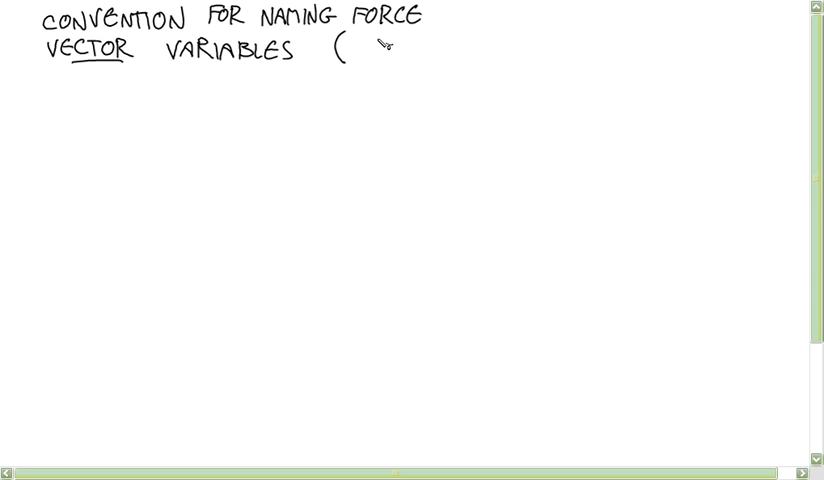 CONVENTION FOR NAMING FORCE
VECTOR VARIABLES (